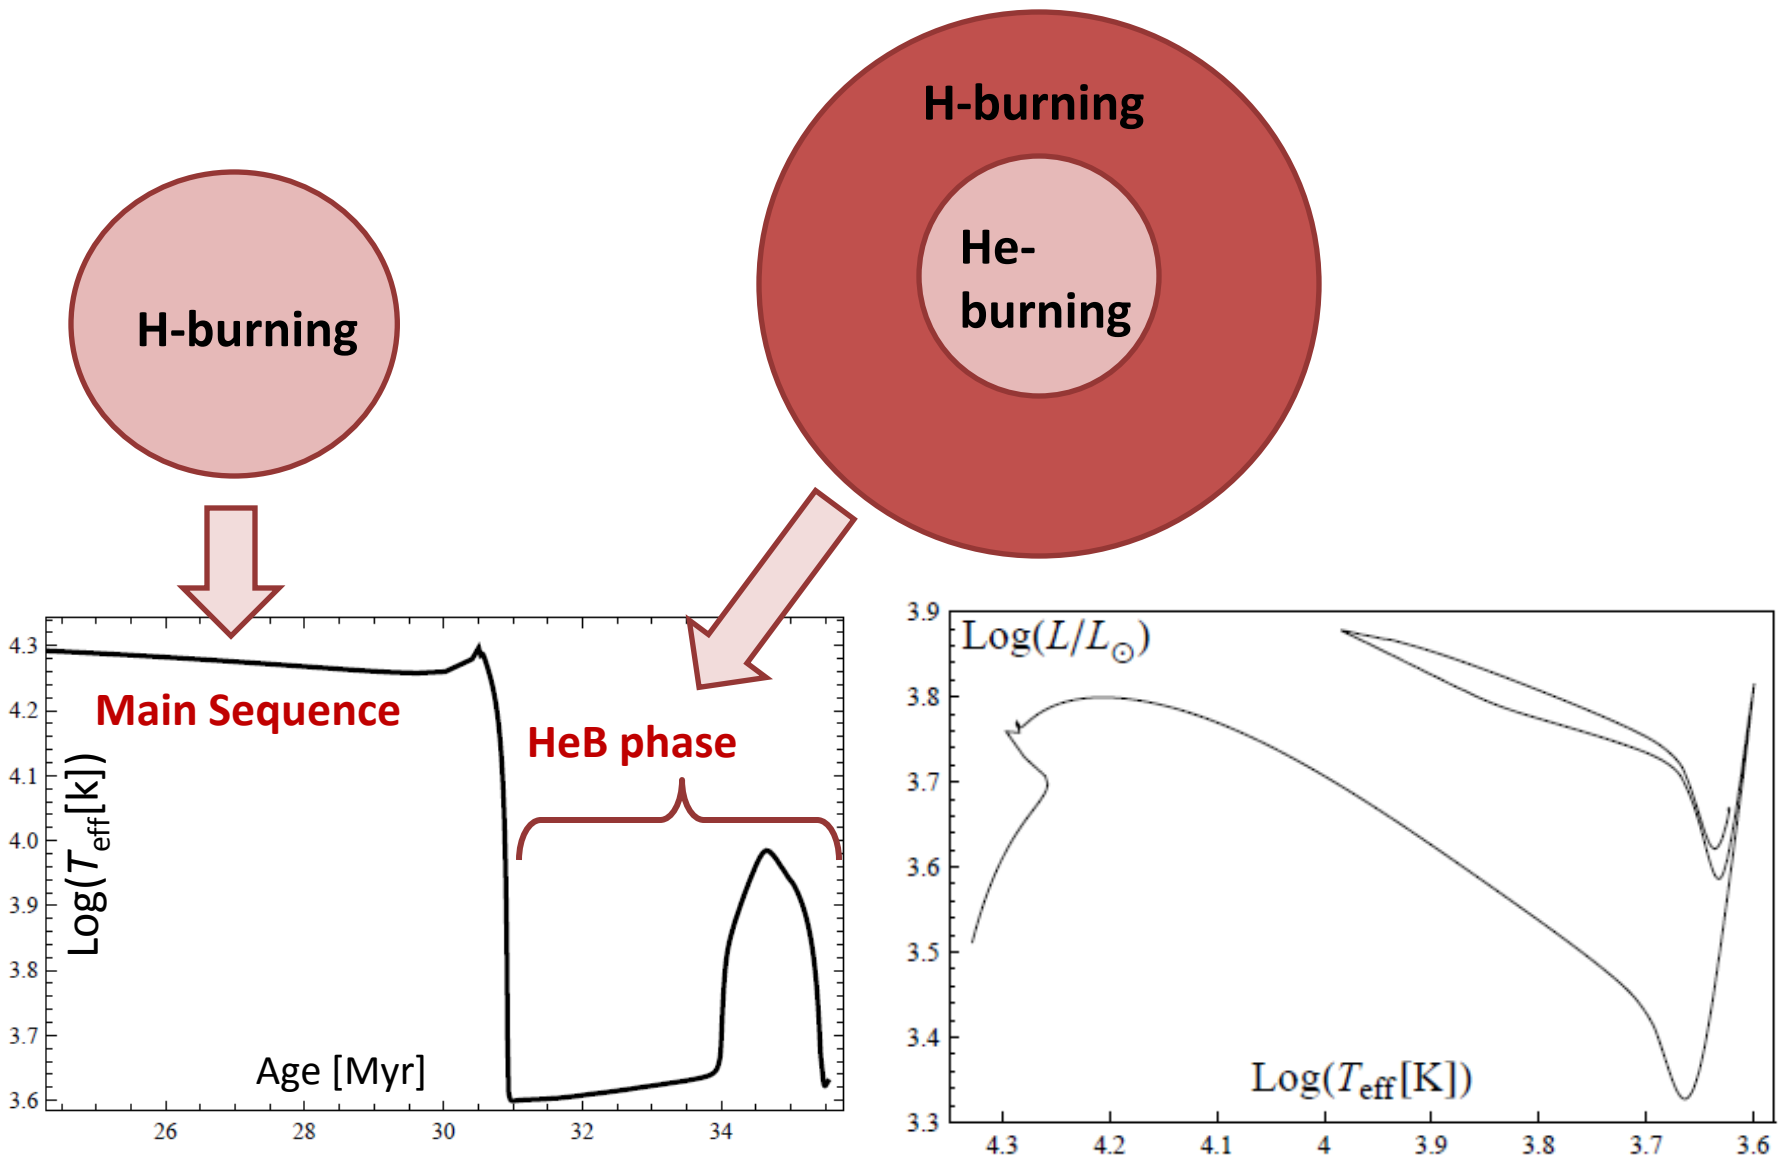 H-burning
H-burning
He-
burning
4.3
4.2
4.1
4.0
3.9
3.8
3.7
3.6
Log(T_eff[k])
Main Sequence
HeB phase
Age [Myr]
26 28 30 32 34
3.9
3.8
3.7
3.6
3.5
3.4
3.3
Log(L/L☉)
Log(T_eff[K])
4.3 4.2 4.1 4 3.9 3.8 3.7 3.6